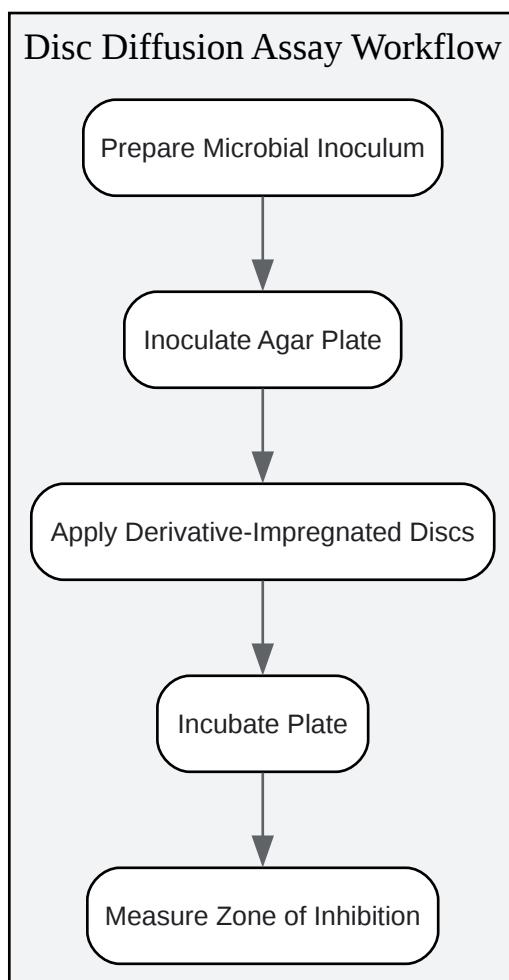 Disc Diffusion Assay Workflow
Prepare Microbial Inoculum
Inoculate Agar Plate
Apply Derivative-Impregnated Discs
Incubate Plate
Measure Zone of Inhibition